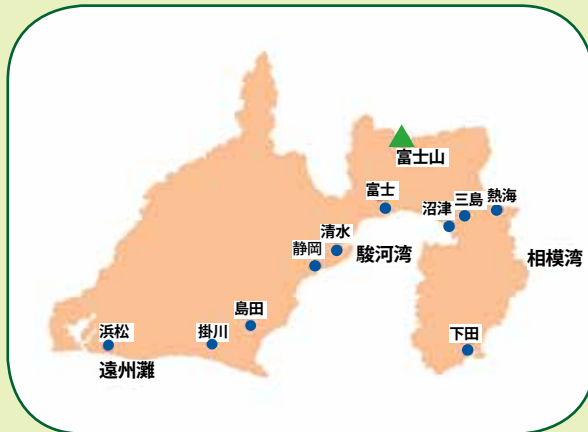 富士山
富士
沼津
三島
熱海
清水
静岡
駿河湾
相模湾
島田
浜松
掛川
下田
遠州灘